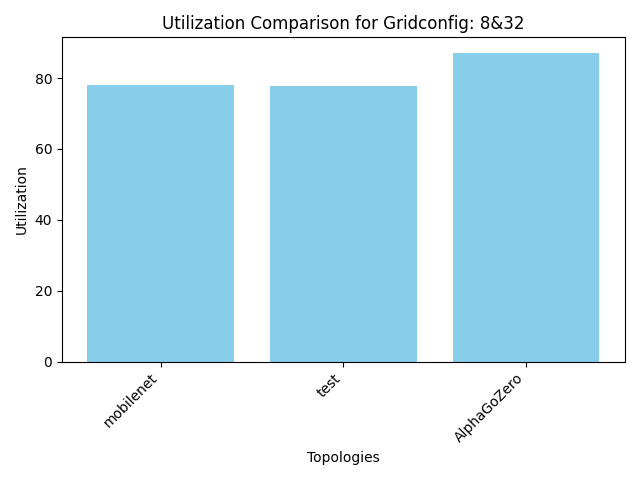 Utilization Comparison for Gridconfig: 8&32
80
60
40
20
0
Utilization
mobilenet
test
AlphaGoZero
Topologies